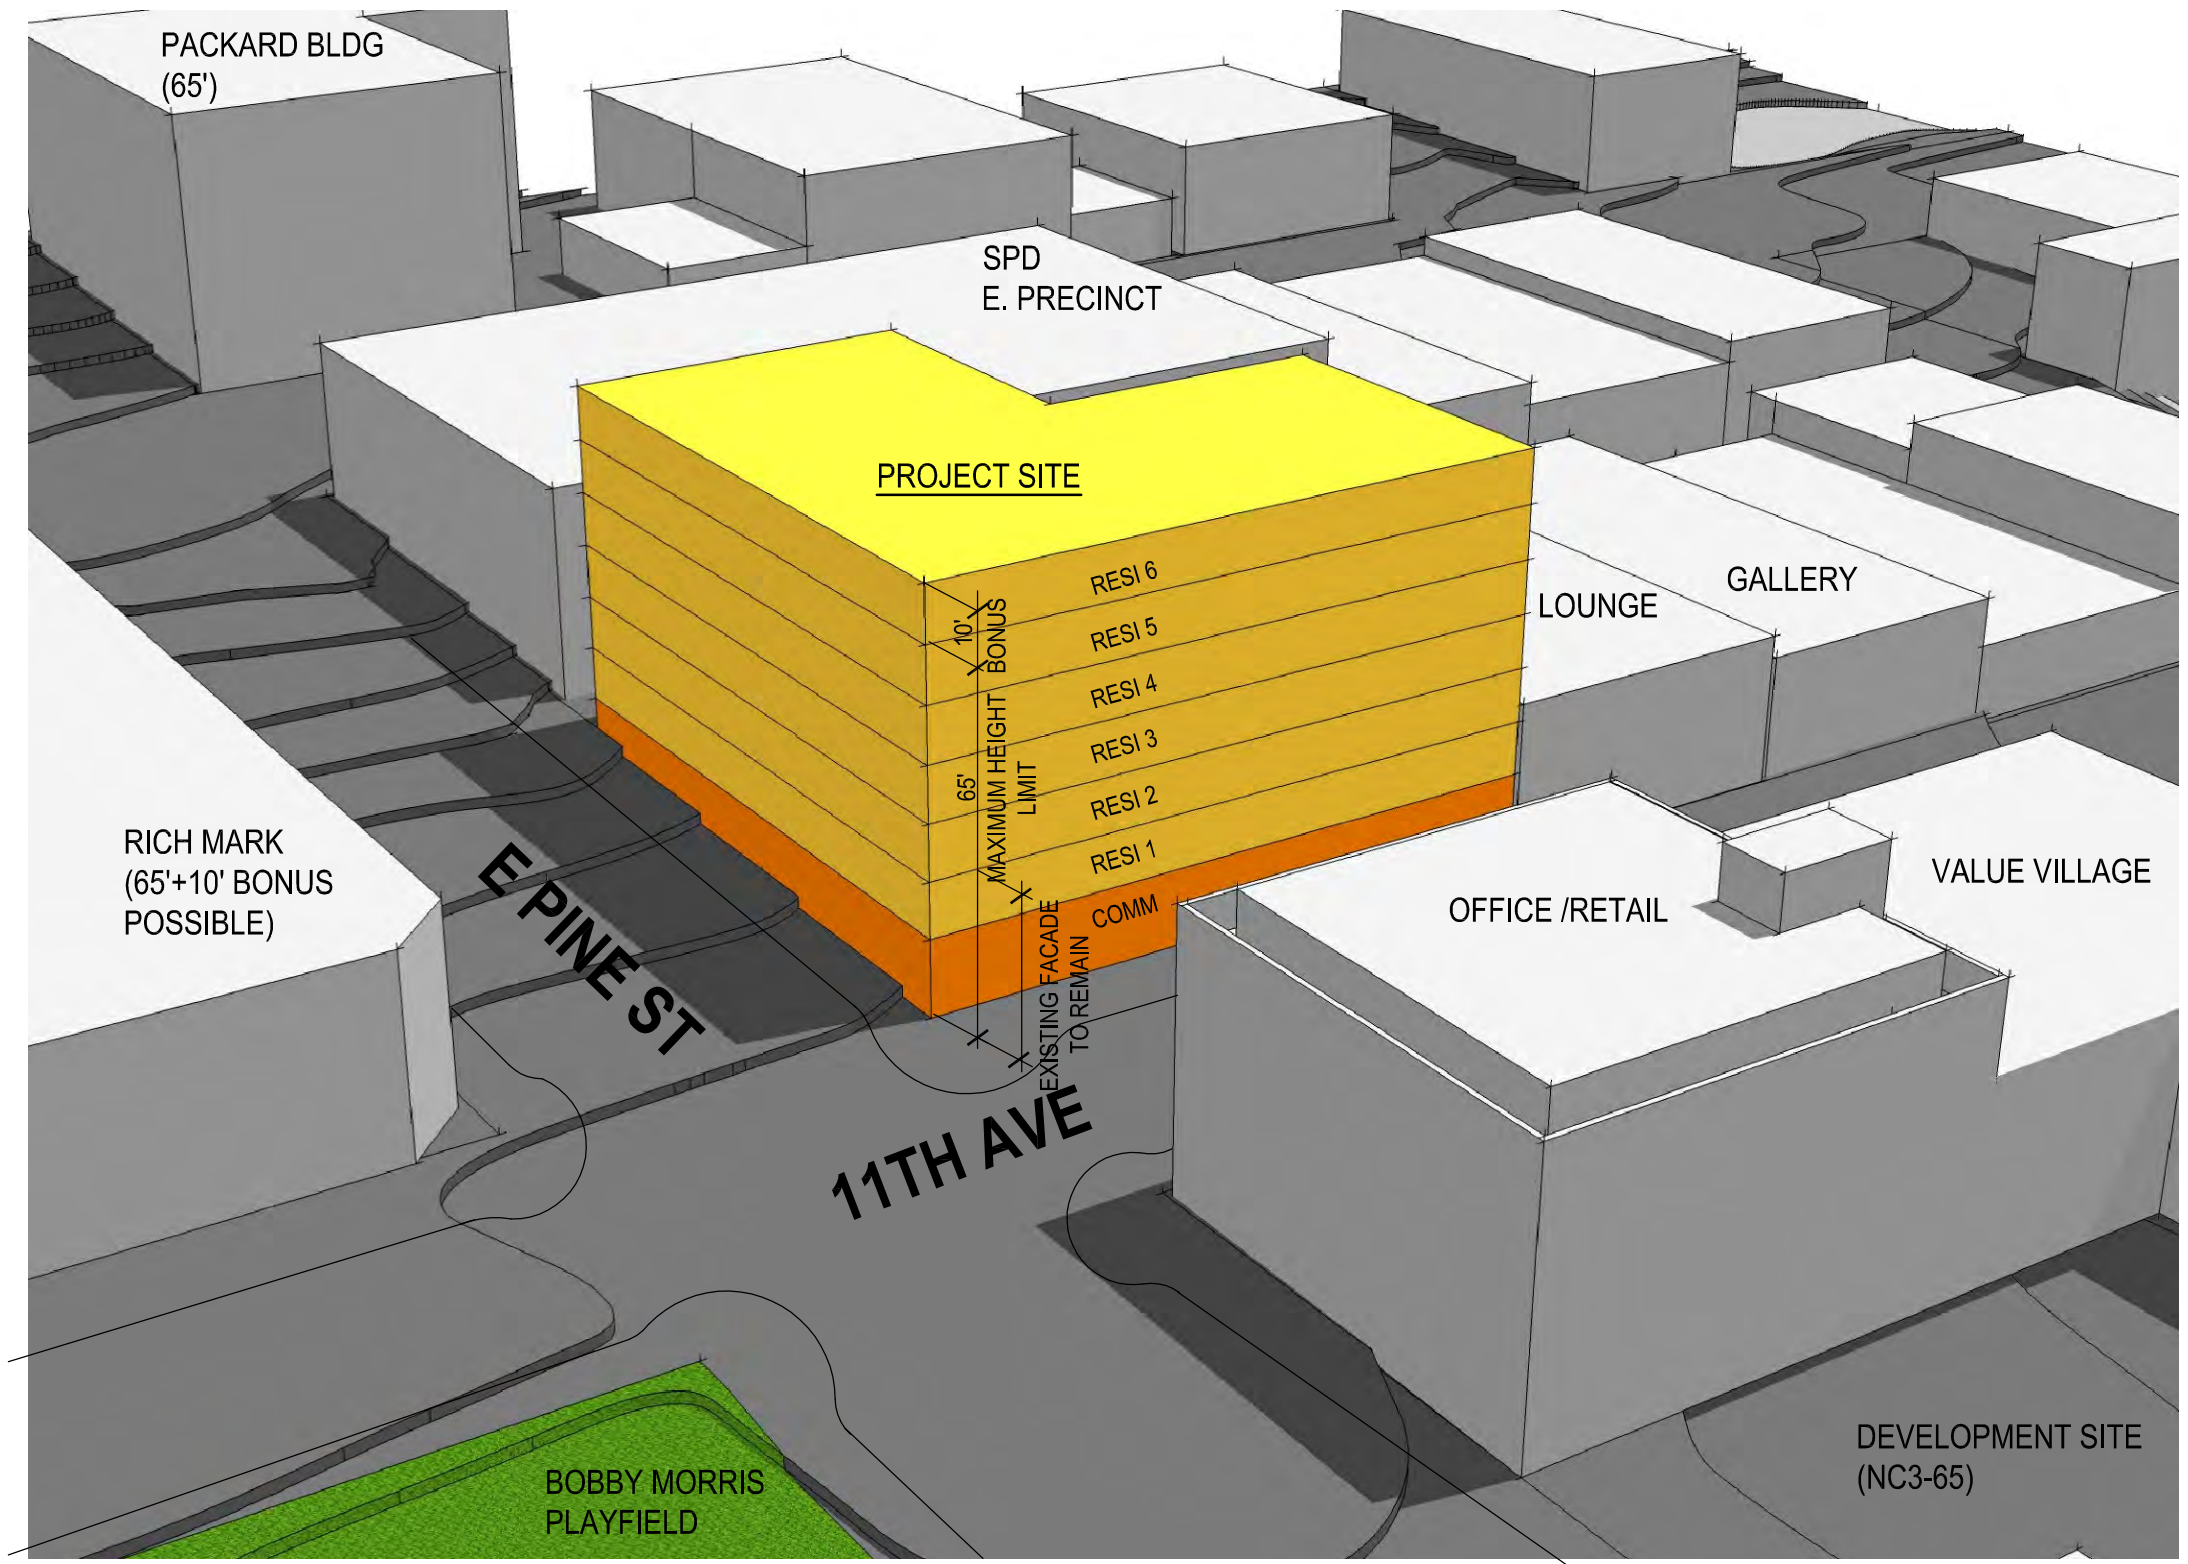 PACKARD BLDG
(65')
SPD
E. PRECINCT
PROJECT SITE
RESI 6
RESI 5
RESI 4
RESI 3
RESI 2
RESI 1
COMM
10'
BONUS
65'
MAXIMUM HEIGHT
LIMIT
EXISTING FACADE
TO REMAIN
LOUNGE
GALLERY
RICH MARK
(65'+10' BONUS
POSSIBLE)
E PINE ST
OFFICE /RETAIL
VALUE VILLAGE
11TH AVE
BOBBY MORRIS
PLAYFIELD
DEVELOPMENT SITE
(NC3-65)